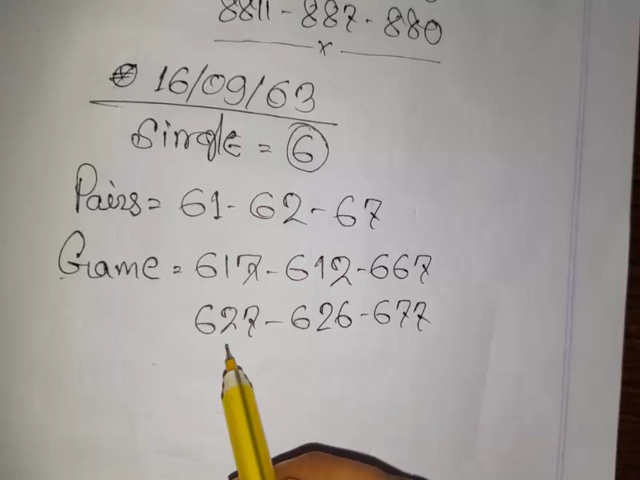 8811 - 887 - 880
x
16/09/63
Single = 6
Pairs = 61 - 62 - 67
Game = 617 - 612 - 667
627 - 626 - 677